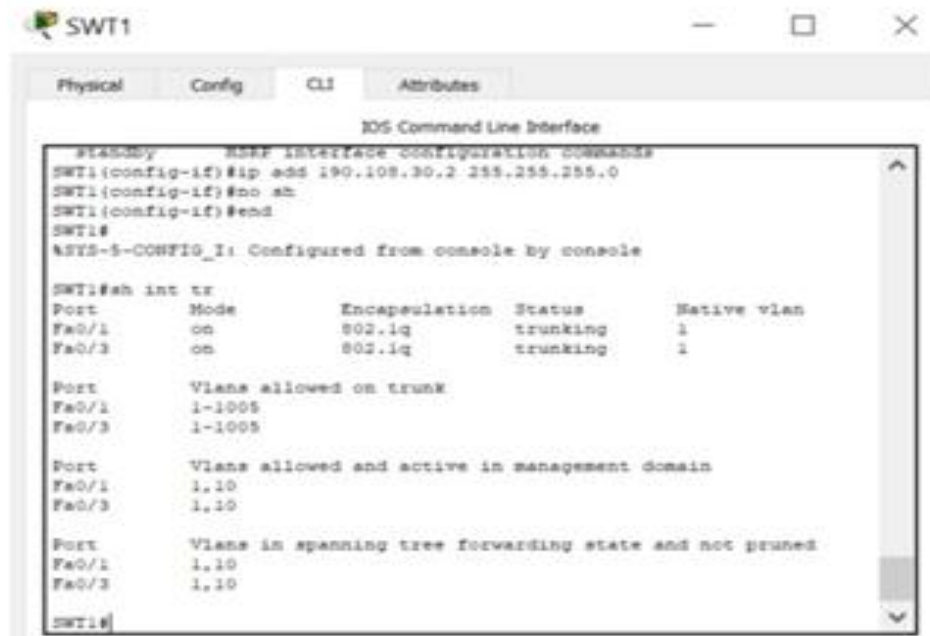 SWT1
Physical Config CLI Attributes
IOS Command Line Interface
standby HSRP interface configuration commands
SWT1(config-if)#ip add 190.108.30.2 255.255.255.0
SWT1(config-if)#no sh
SWT1(config-if)#end
SWT1#
%SYS-5-CONFIG_I: Configured from console by console
SWT1#sh int tr
Port Mode Encapsulation Status Native vlan
Fa0/1 on 802.1q trunking 1
Fa0/3 on 802.1q trunking 1
Port Vlans allowed on trunk
Fa0/1 1-1005
Fa0/3 1-1005
Port Vlans allowed and active in management domain
Fa0/1 1,10
Fa0/3 1,10
Port Vlans in spanning tree forwarding state and not pruned
Fa0/1 1,10
Fa0/3 1,10
SWT1#